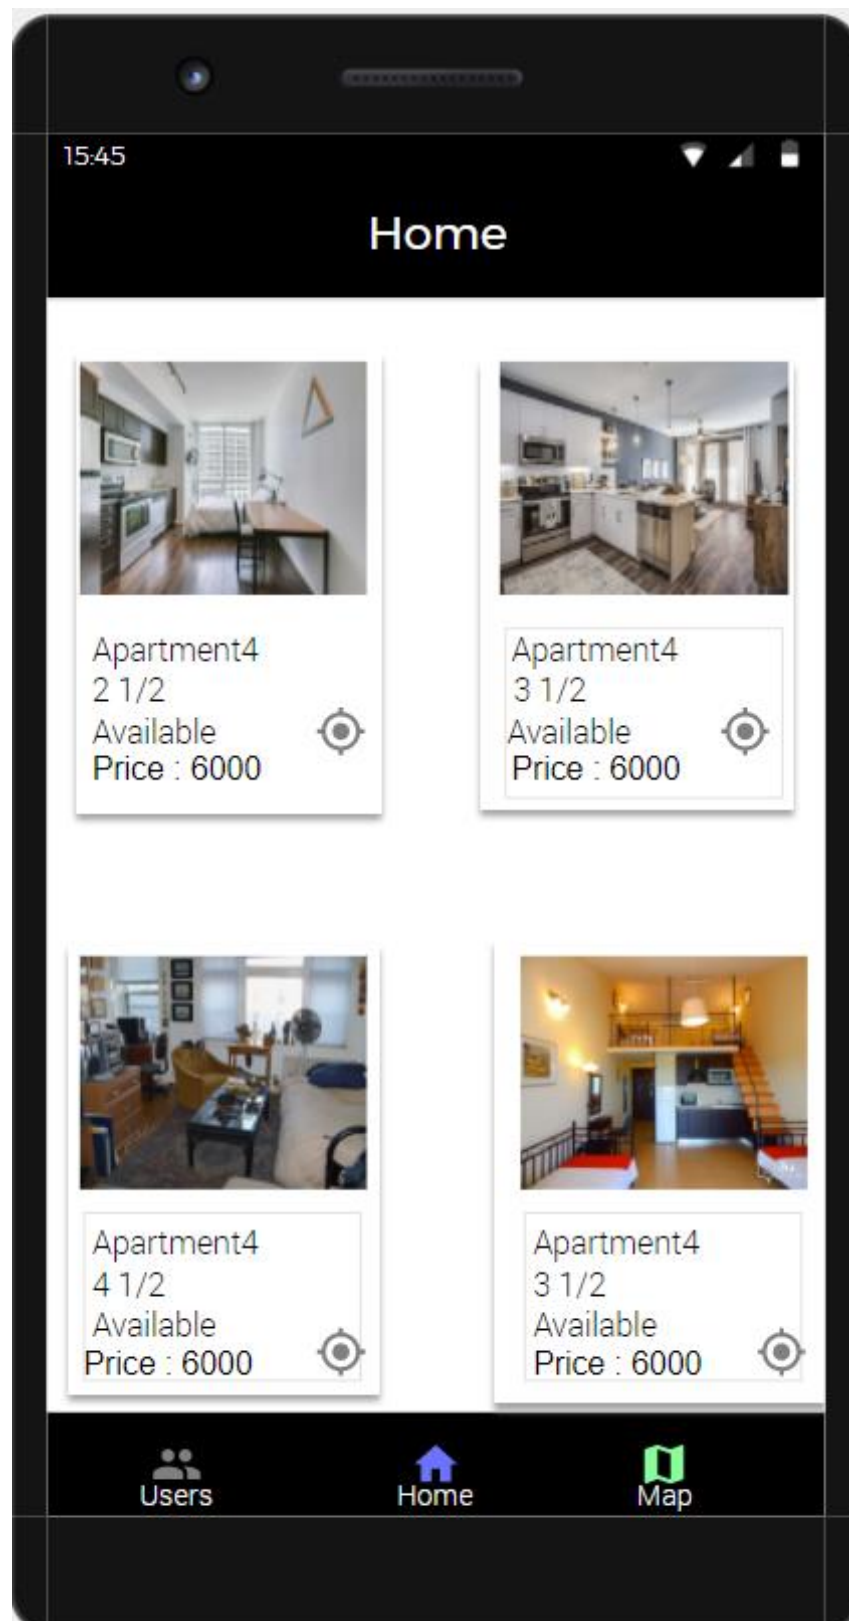 15:45
Home
Apartment4
2 1/2
Available
Price : 6000
Apartment4
3 1/2
Available
Price : 6000
Apartment4
4 1/2
Available
Price : 6000
Apartment4
3 1/2
Available
Price : 6000
Users
Home
Map